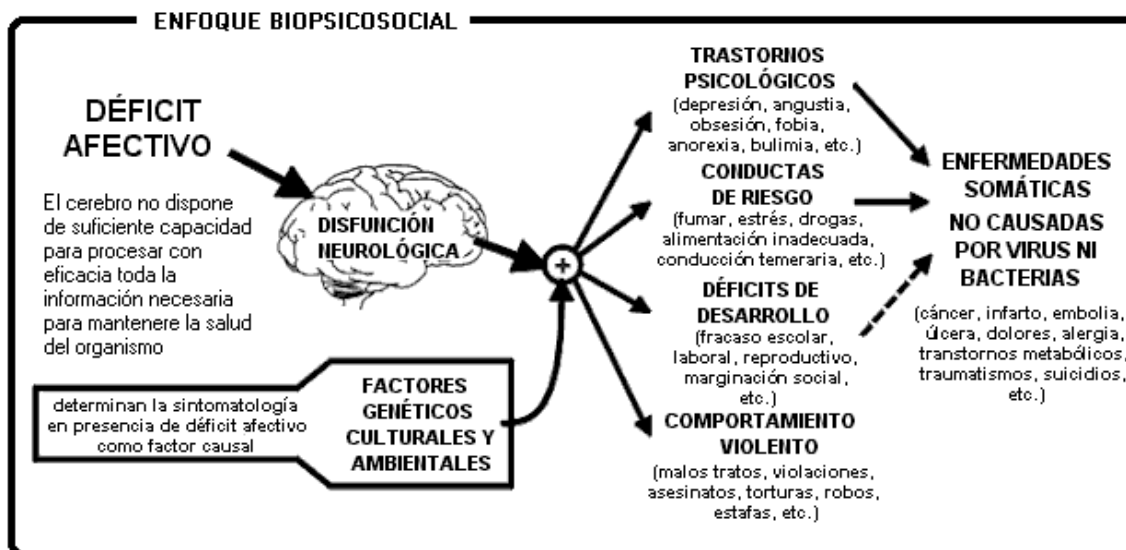 ENFOQUE BIOPSICOSOCIAL
DÉFICIT
AFECTIVO
El cerebro no dispone
de suficiente capacidad
para procesar con
eficacia toda la
información necesaria
para mantenere la salud
del organismo
DISFUNCIÓN
NEUROLÓGICA
+
determinan la sintomatología
en presencia de déficit afectivo
como factor causal
FACTORES
GENÉTICOS
CULTURALES Y
AMBIENTALES
TRASTORNOS
PSICOLÓGICOS
(depresión, angustia,
obsesión, fobia,
anorexia, bulimia, etc.)
CONDUCTAS
DE RIESGO
(fumar, estrés, drogas,
alimentación inadecuada,
conducción temeraria, etc.)
DÉFICITS DE
DESARROLLO
(fracaso escolar,
laboral, reproductivo,
marginación social,
etc.)
COMPORTAMIENTO
VIOLENTO
(malos tratos, violaciones,
asesinatos, torturas, robos,
estafas, etc.)
ENFERMEDADES
SOMÁTICAS
NO CAUSADAS
POR VIRUS NI
BACTERIAS
(cáncer, infarto, embolia,
úlcera, dolores, alergia,
transtornos metabólicos,
traumatismos, suicidios,
etc.)